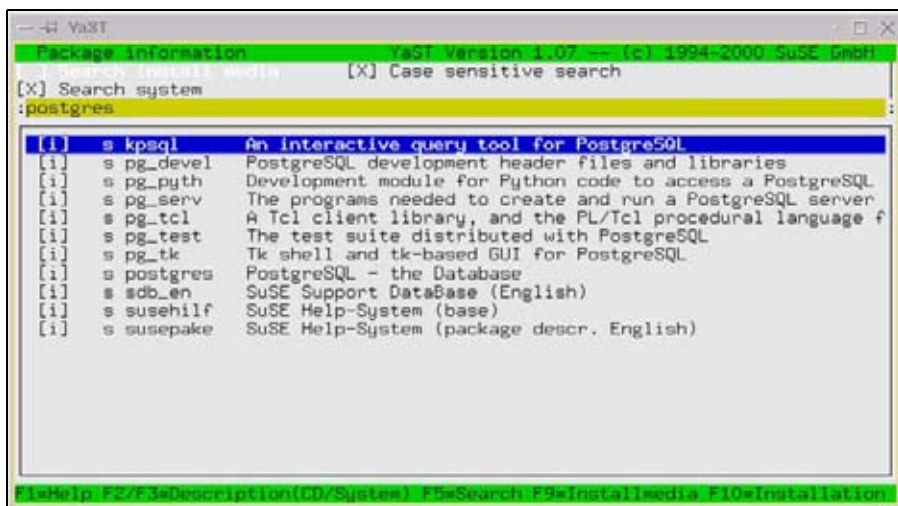 YaST
Package information YaST Version 1.07 -- (c) 1994-2000 SuSE GmbH
[ ] Search install media [X] Case sensitive search
[X] Search system
:postgres :
[i] s kpsql An interactive query tool for PostgreSQL
[i] s pg_devel PostgreSQL development header files and libraries
[i] s pg_pyth Development module for Python code to access a PostgreSQL
[i] s pg_serv The programs needed to create and run a PostgreSQL server
[i] s pg_tcl A Tcl client library, and the PL/Tcl procedural language f
[i] s pg_test The test suite distributed with PostgreSQL
[i] s pg_tk Tk shell and tk-based GUI for PostgreSQL
[i] s postgres PostgreSQL - the Database
[i] s sdb_en SuSE Support DataBase (English)
[i] s susehilf SuSE Help-System (base)
[i] s susepake SuSE Help-System (package descr. English)
F1=Help F2/F3=Description(CD/System) F5=Search F9=Installmedia F10=Installation